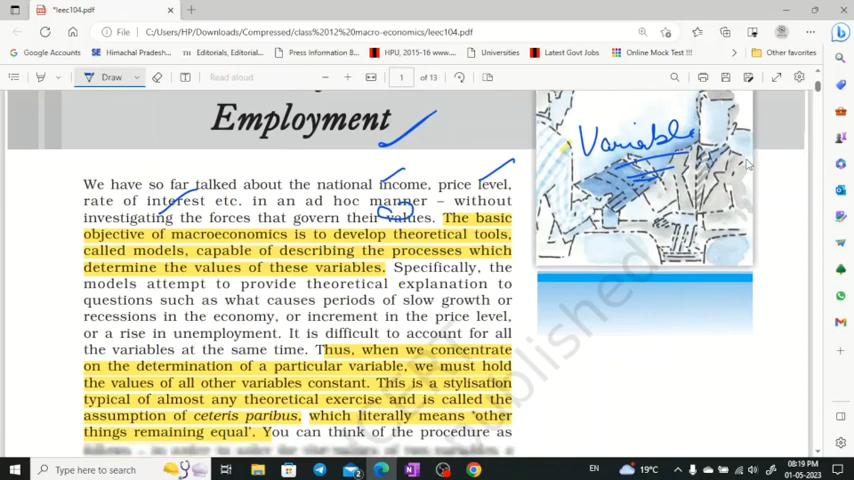 *leec104.pdf
File
C:/Users/HP/Downloads/Compressed/class%2012%20macro-economics/leec104.pdf
Google Accounts
Himachal Pradesh...
Editorials, Editorial...
Press Information B...
HPU, 2015-16 www....
Universities
Latest Govt Jobs
Online Mock Test !!!
Other favorites
Draw
Read aloud
1
of 13
Employment
Variable
We have so far talked about the national income, price level,
rate of interest etc. in an ad hoc manner – without
investigating the forces that govern their values. The basic
objective of macroeconomics is to develop theoretical tools,
called models, capable of describing the processes which
determine the values of these variables. Specifically, the
models attempt to provide theoretical explanation to
questions such as what causes periods of slow growth or
recessions in the economy, or increment in the price level,
or a rise in unemployment. It is difficult to account for all
the variables at the same time. Thus, when we concentrate
on the determination of a particular variable, we must hold
the values of all other variables constant. This is a stylisation
typical of almost any theoretical exercise and is called the
assumption of ceteris paribus, which literally means 'other
things remaining equal'. You can think of the procedure as
Type here to search
2
19°C
EN
08:19 PM
01-05-2023